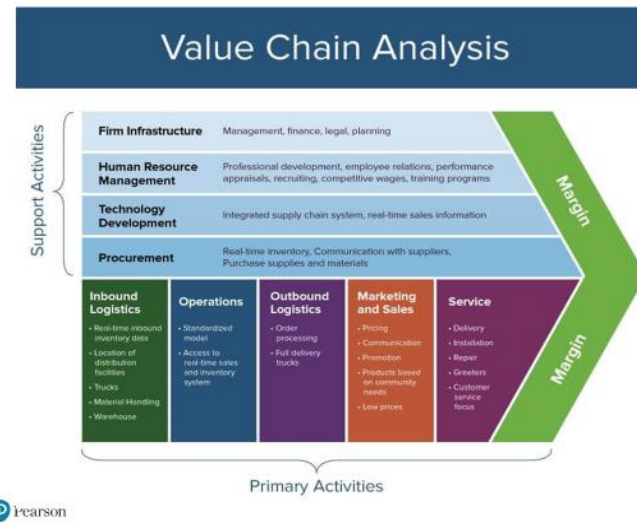 Value Chain Analysis
Support Activities
Firm Infrastructure
Management, finance, legal, planning
Human Resource
Management
Professional development, employee relations, performance
appraisals, recruiting, competitive wages, training programs
Technology
Development
Integrated supply chain system, real-time sales information
Procurement
Real-time inventory, Communication with suppliers,
Purchase supplies and materials
Margin
Inbound
Logistics
• Real-time inbound
inventory data
• Location of
distribution
facilities
• Trucks
• Material Handling
• Warehouse
Operations
• Standardized
model
• Access to
real-time sales
and inventory
system
Outbound
Logistics
• Order
processing
• Full delivery
trucks
Marketing
and Sales
• Pricing
• Communication
• Promotion
• Products based
on community
needs
• Low prices
Service
• Delivery
• Installation
• Repair
• Greeters
• Customer
service
focus
Margin
Primary Activities
Pearson